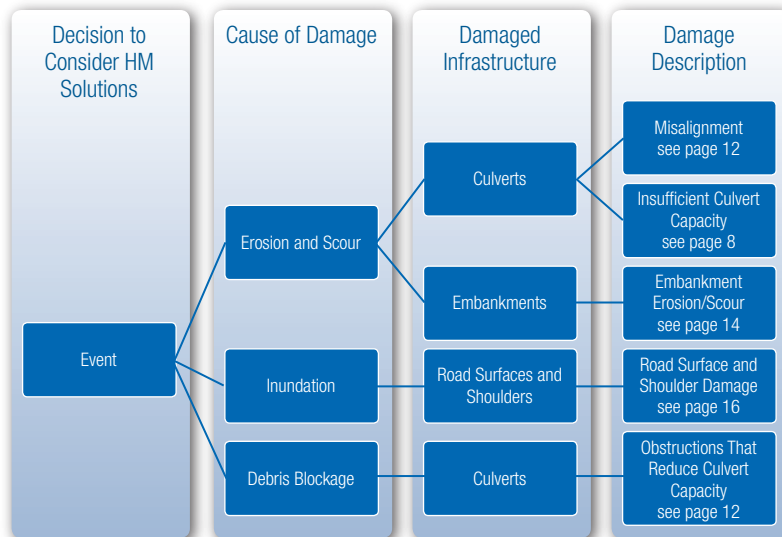 Decision to
Consider HM
Solutions
Cause of Damage
Damaged
Infrastructure
Damage
Description
Event
Erosion and Scour
Inundation
Debris Blockage
Culverts
Embankments
Road Surfaces and
Shoulders
Culverts
Misalignment
see page 12
Insufficient Culvert
Capacity
see page 8
Embankment
Erosion/Scour
see page 14
Road Surface and
Shoulder Damage
see page 16
Obstructions That
Reduce Culvert
Capacity
see page 12